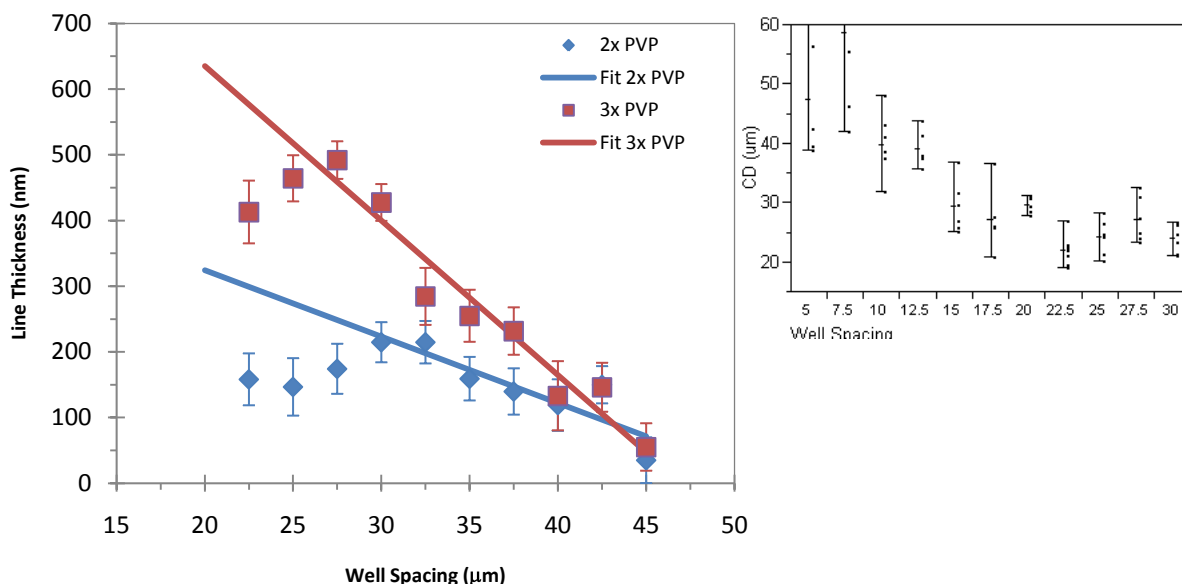 700
600
500
400
300
200
100
0
Line Thickness (nm)
15 20 25 30 35 40 45 50
Well Spacing (μm)
2x PVP
Fit 2x PVP
3x PVP
Fit 3x PVP
60
50
40
30
20
CD (um)
5 7.5 10 12.5 15 17.5 20 22.5 25 27.5 30
Well Spacing